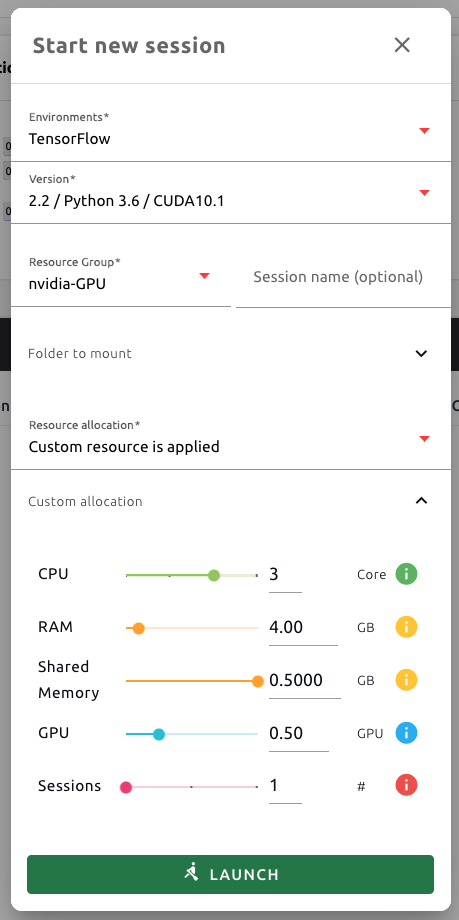 Start new session
Environments*
TensorFlow
Version*
2.2 / Python 3.6 / CUDA10.1
Resource Group*
nvidia-GPU
Session name (optional)
Folder to mount
Resource allocation*
Custom resource is applied
Custom allocation
CPU 3 Core
RAM 4.00 GB
Shared Memory 0.5000 GB
GPU 0.50 GPU
Sessions 1 #
LAUNCH